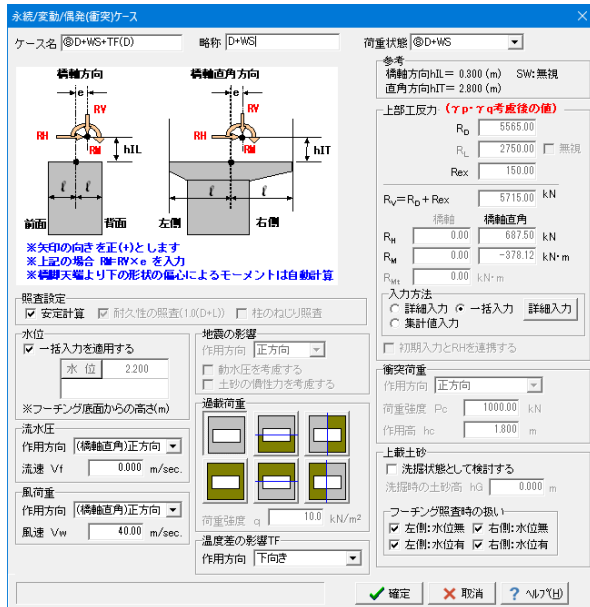 永続/変動/偶発(衝突)ケース
ケース名 ◎D+WS+TF(D) 略称 D+WS 荷重状態 ◎D+WS
参考
橋軸方向hIL= 0.300 (m) SW:無視
直角方向hIT= 2.800 (m)
橋軸方向 橋軸直角方向
e e
RV RV
RH RH
RM hIL RM hIT
ℓ ℓ ℓ ℓ
前面 背面 左側 右側
※矢印の向きを正(+)とします
※上記の場合 RM=RV×e を入力
※橋脚天端より下の形状の偏心によるモーメントは自動計算
上部工反力 (γp・γq考慮後の値)
RD 5565.00
RL 2750.00 無視
Rex 150.00
RV=RD+Rex 5715.00 kN
橋軸 橋軸直角
RH 0.00 687.50 kN
RM 0.00 -378.12 kN・m
RMt 0.00 kN・m
入力方法
詳細入力 一括入力 詳細入力
集計値入力
初期入力とRHを連携する
照査設定
安定計算 耐久性の照査(1.0(D+L)) 柱のねじり照査
水位
一括入力を適用する
水 位 2.200
※フーチング底面からの高さ(m)
流水圧
作用方向 (橋軸直角)正方向
流速 Vf 0.000 m/sec.
風荷重
作用方向 (橋軸直角)正方向
風速 Vw 40.00 m/sec.
地震の影響
作用方向 正方向
動水圧を考慮する
土砂の慣性力を考慮する
過載荷重
荷重強度 q 10.0 kN/m²
温度差の影響TF
作用方向 下向き
衝突荷重
作用方向 正方向
荷重強度 Pc 1000.00 kN
作用高 hc 1.800 m
上載土砂
洗掘状態として検討する
洗掘時の土砂高 hG 0.000 m
フーチング照査時の扱い
左側:水位無 右側:水位無
左側:水位有 右側:水位有
確定 取消 ヘルプ(H)